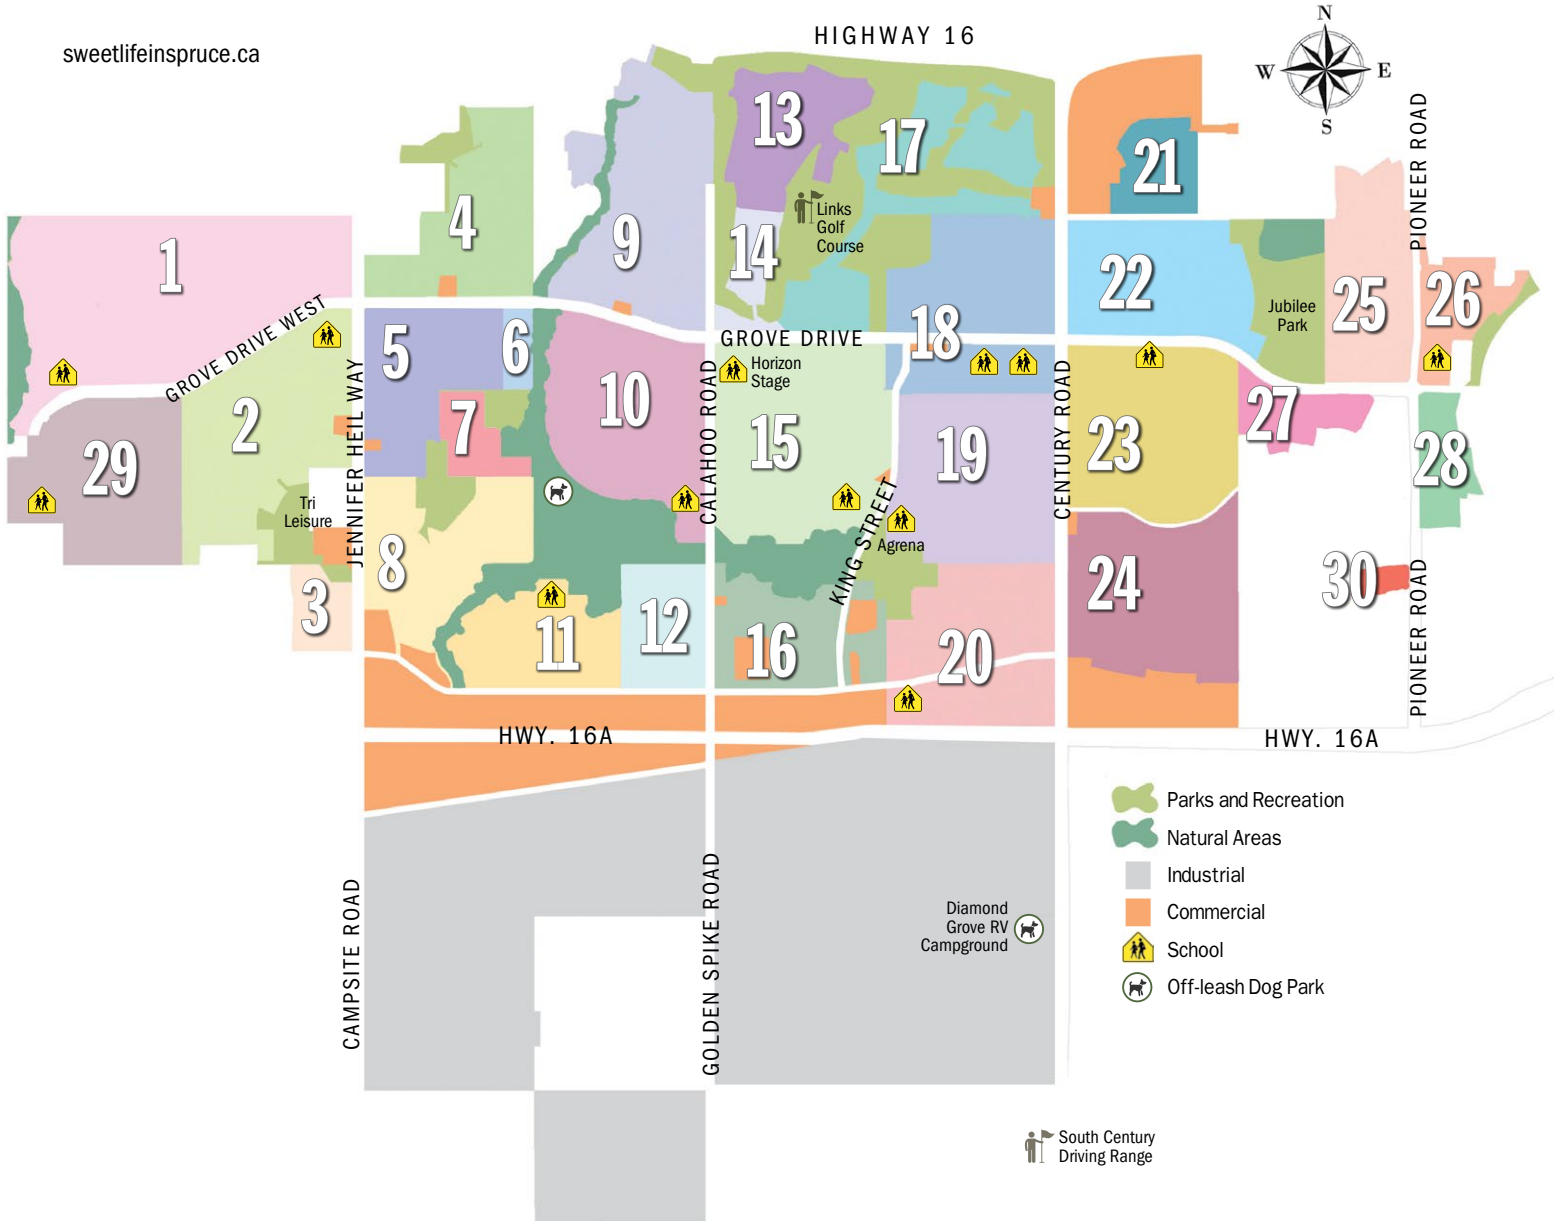 HIGHWAY 16
sweetlifeinspruce.ca
N
W
E
S
PIONEER ROAD
13
17
21
4
1
9
14
Links
Golf
Course
22
25
26
Jubilee
Park
GROVE DRIVE WEST
5
6
18
GROVE DRIVE
Horizon
Stage
JENNIFER HEIL WAY
CALAHOO ROAD
CENTURY ROAD
2
7
10
15
19
23
27
28
29
Tri
Leisure
KING STREET
Agrena
8
3
11
12
16
20
24
30
PIONEER ROAD
HWY. 16A
HWY. 16A
Parks and Recreation
Natural Areas
Industrial
Commercial
School
Off-leash Dog Park
CAMPSITE ROAD
GOLDEN SPIKE ROAD
Diamond
Grove RV
Campground
South Century
Driving Range